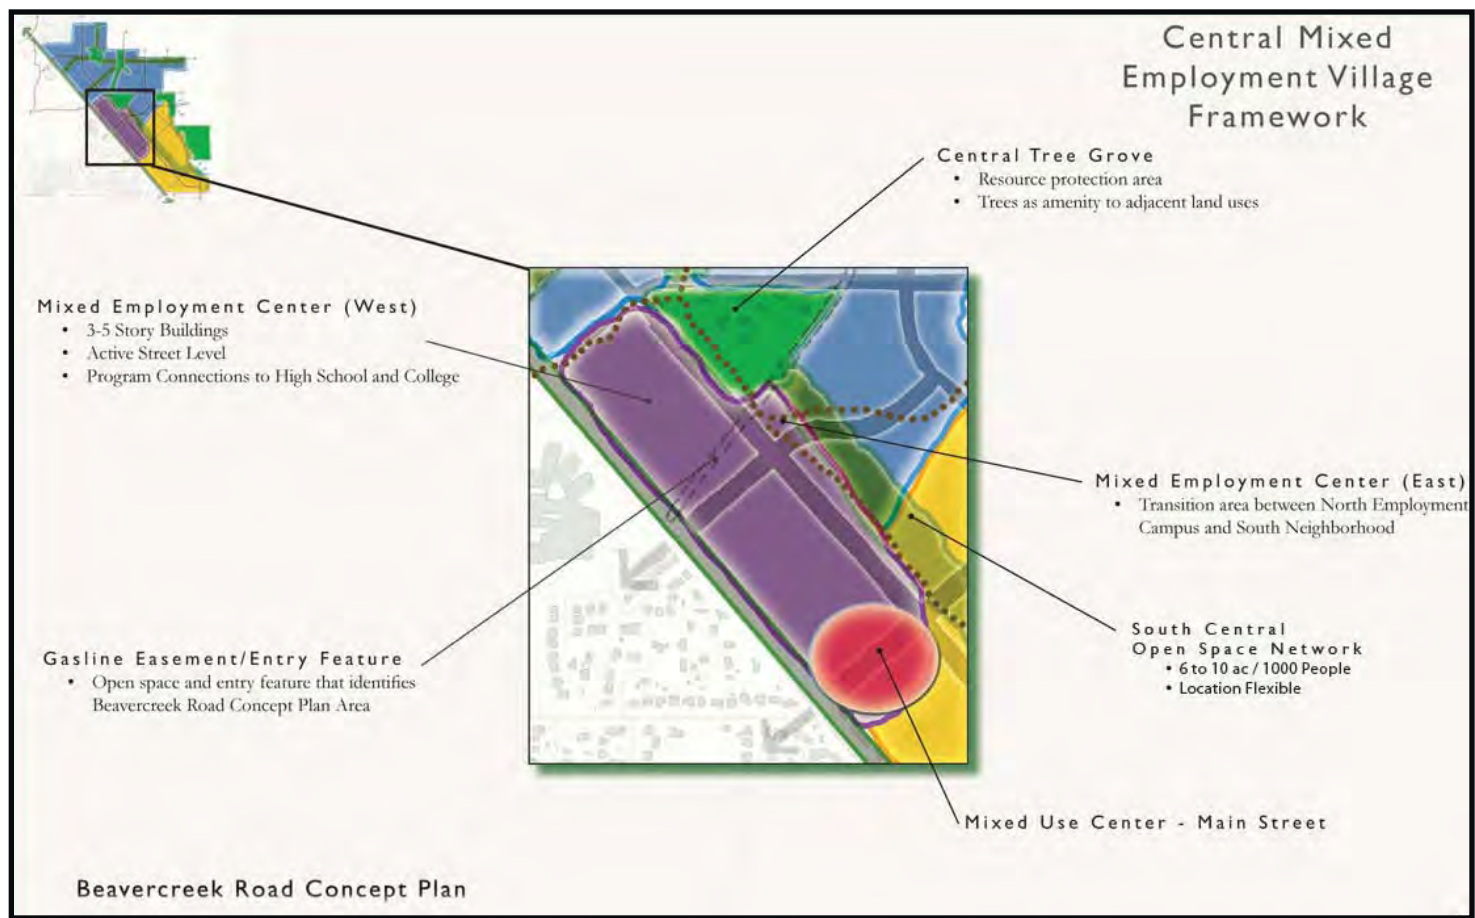 Central Mixed
Employment Village
Framework
Central Tree Grove
• Resource protection area
• Trees as amenity to adjacent land uses
Mixed Employment Center (West)
• 3-5 Story Buildings
• Active Street Level
• Program Connections to High School and College
Mixed Employment Center (East)
• Transition area between North Employment
Campus and South Neighborhood
South Central
Open Space Network
• 6 to 10 ac / 1000 People
• Location Flexible
Gasline Easement/Entry Feature
• Open space and entry feature that identifies
Beavercreek Road Concept Plan Area
Mixed Use Center - Main Street
Beavercreek Road Concept Plan